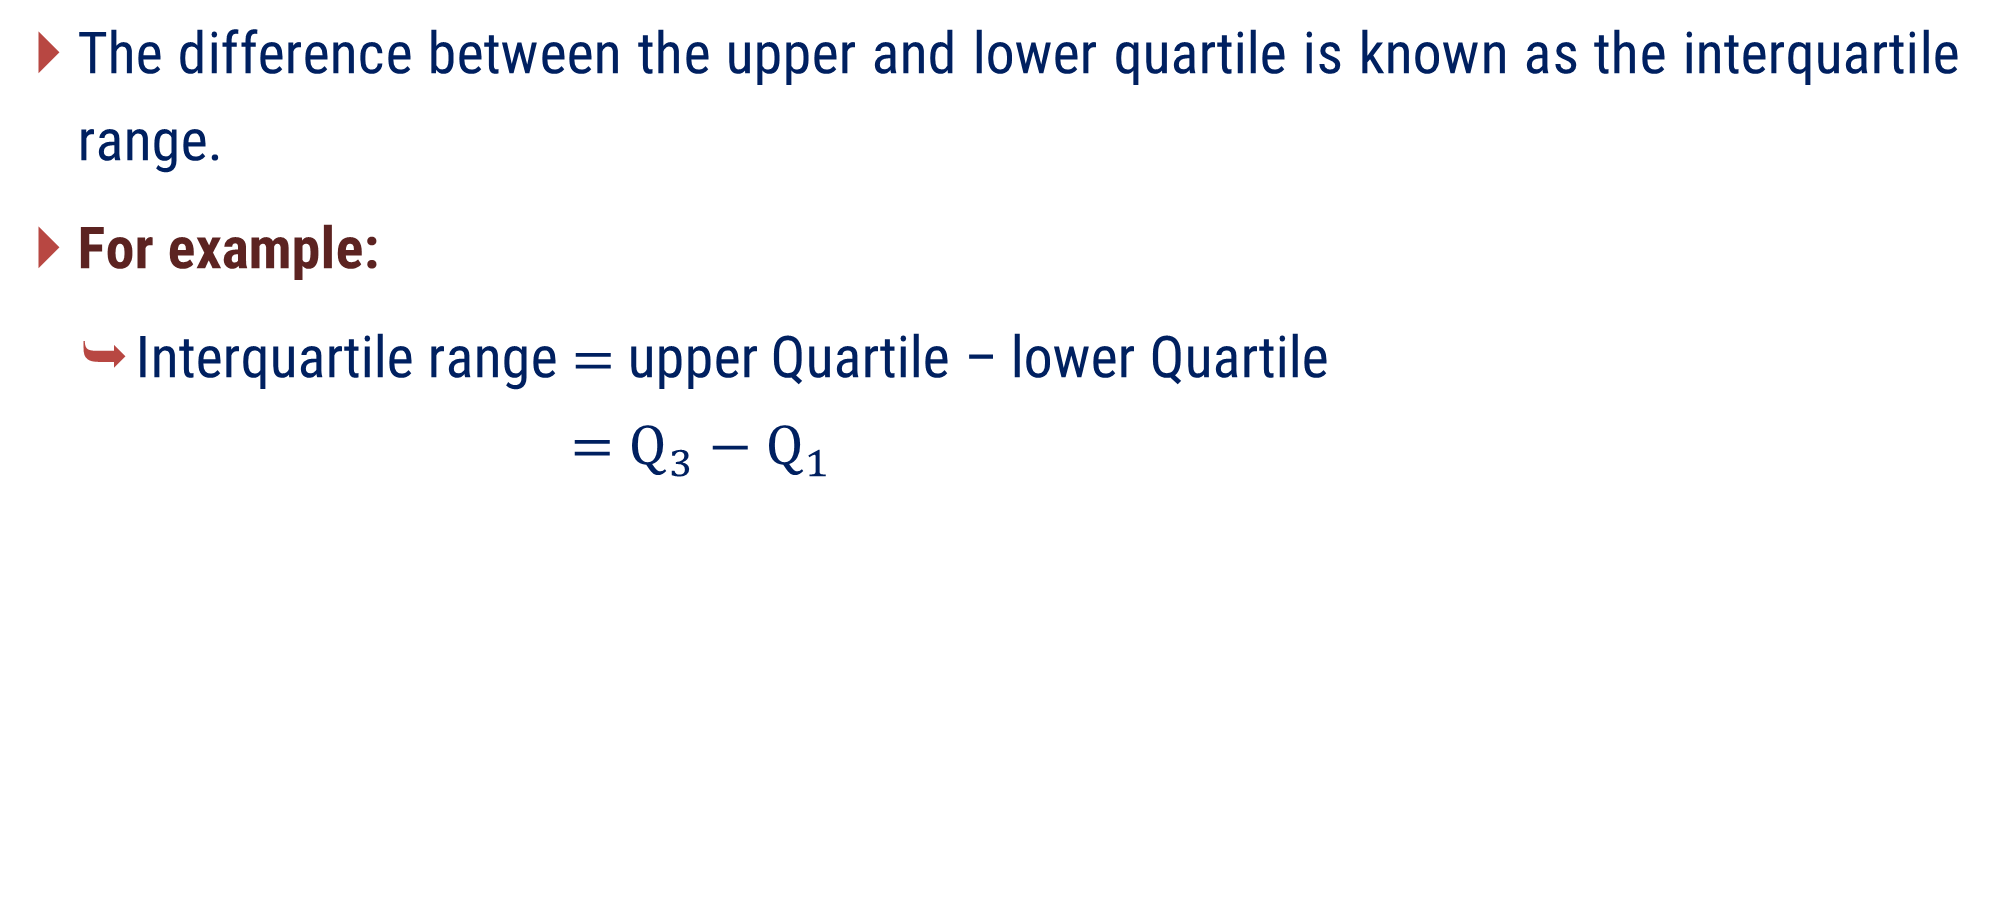 The difference between the upper and lower quartile is known as the interquartile
range.
For example:
Interquartile range = upper Quartile – lower Quartile
= Q₃ − Q₁